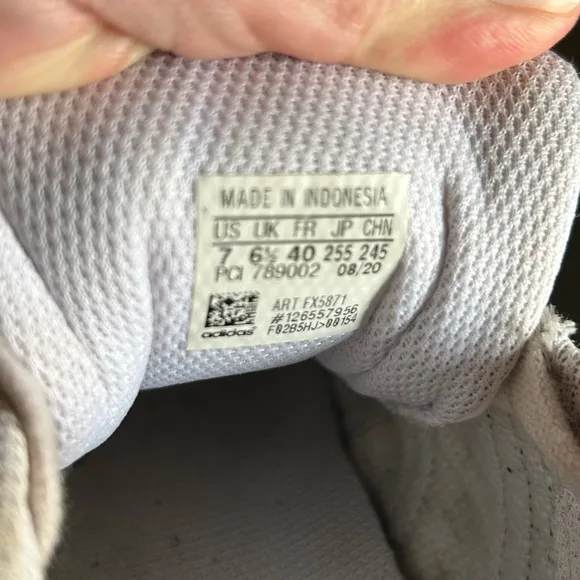 MADE IN INDONESIA
US UK FR JP CHN
7 6½ 40 255 245
PCI 789002 08/20
ART FX5871
#126557956
adidas F02B5HJ>00154